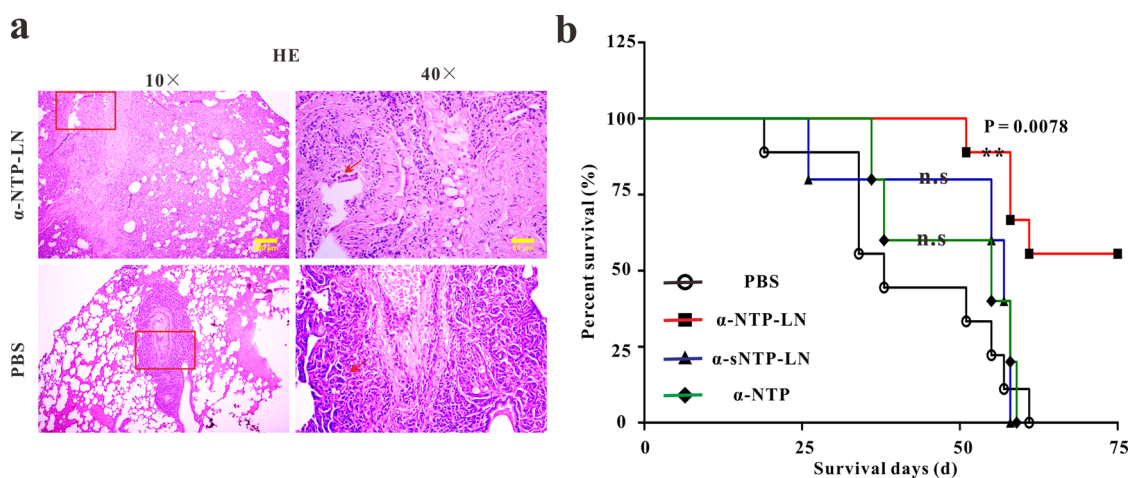 a
HE
10×
40×
α-NTP-LN
PBS
b
Percent survival (%)
125
100
75
50
25
0
0
25
50
75
Survival days (d)
P = 0.0078
**
n.s
n.s
PBS
α-NTP-LN
α-sNTP-LN
α-NTP